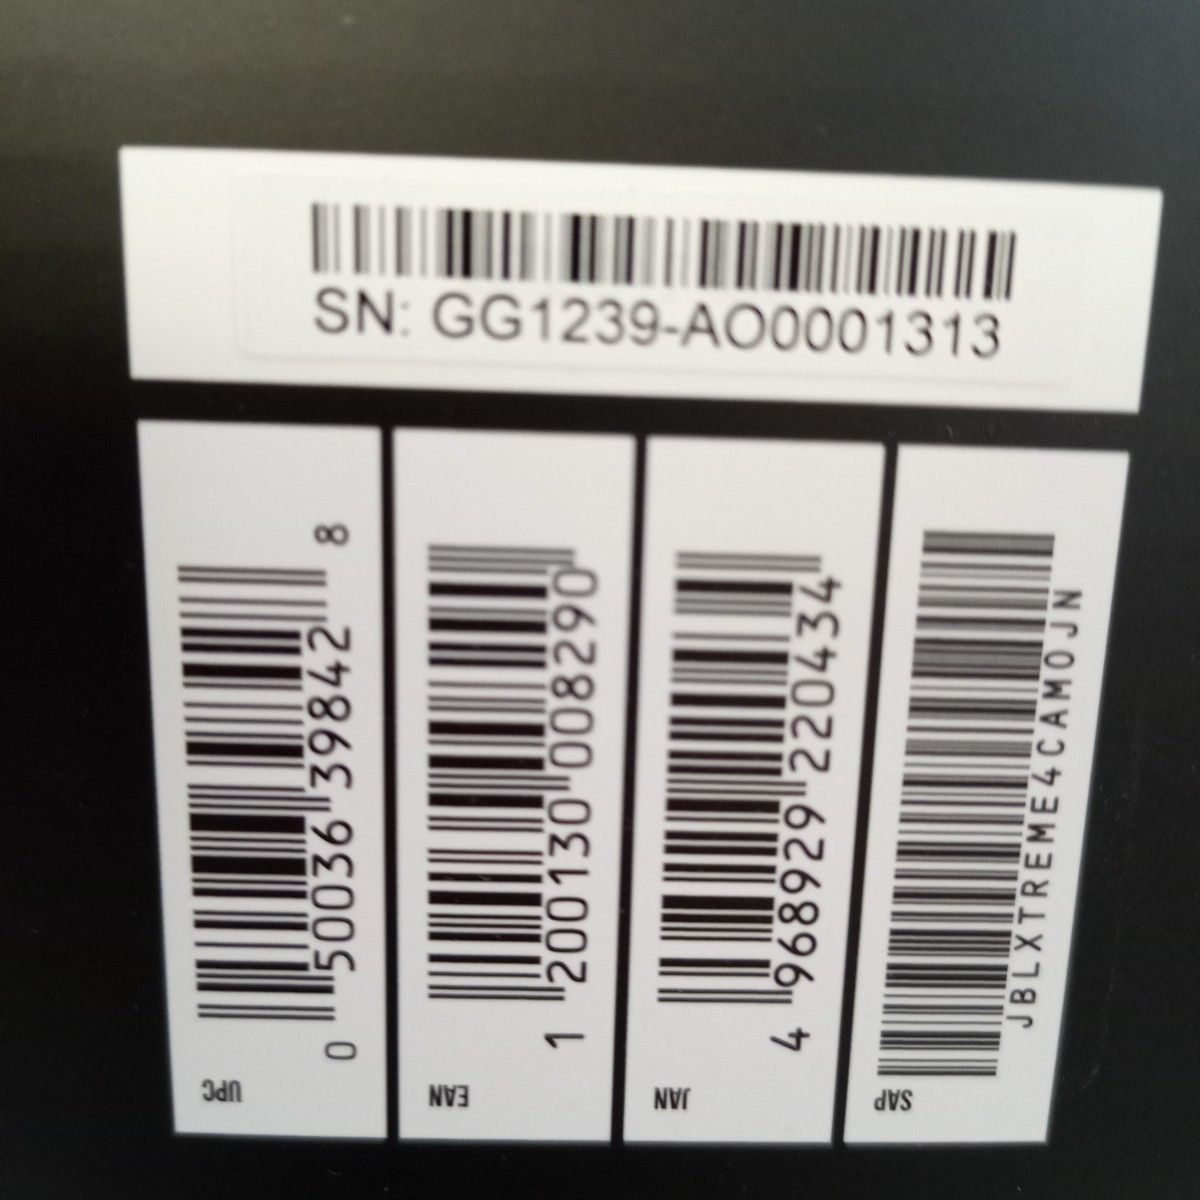 SN: GG1239-AO0001313
0 50036 39842 8
UPC
1 200130 008290
EAN
4 968929 220434
JAN
JBLXTREME4CAMOJN
SAP